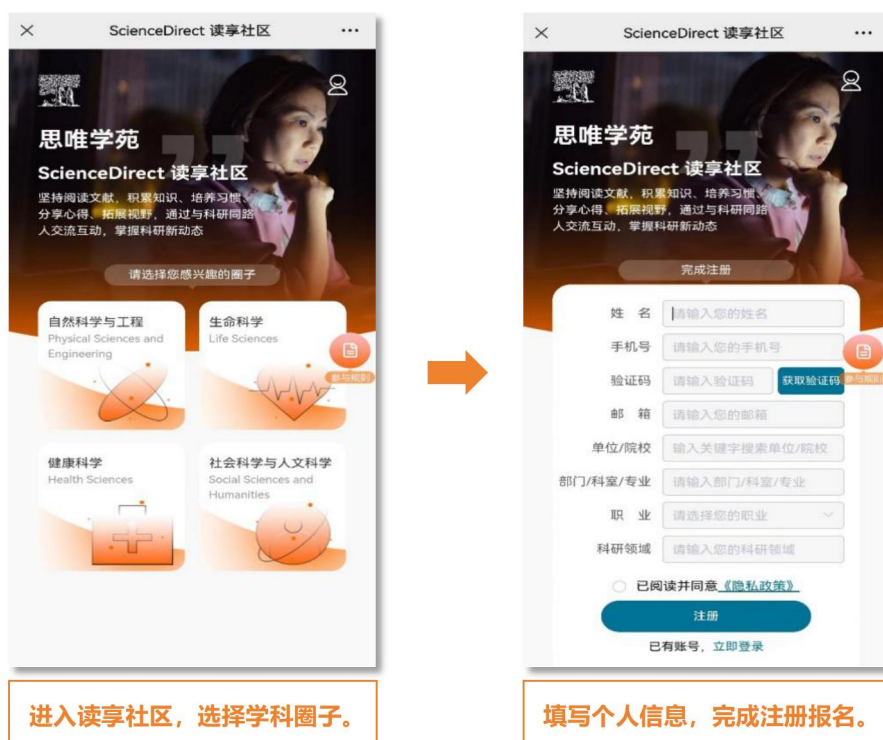 ScienceDirect 读享社区
思唯学苑
ScienceDirect 读享社区
坚持阅读文献，积累知识、培养习惯、
分享心得、拓展视野，通过与科研同路
人交流互动，掌握科研新动态
请选择您感兴趣的圈子
自然科学与工程
Physical Sciences and
Engineering
生命科学
Life Sciences
参与规则
健康科学
Health Sciences
社会科学与人文科学
Social Sciences and
Humanities
进入读享社区，选择学科圈子。
ScienceDirect 读享社区
思唯学苑
ScienceDirect 读享社区
坚持阅读文献，积累知识、培养习惯、
分享心得、拓展视野，通过与科研同路
人交流互动，掌握科研新动态
完成注册
姓 名 请输入您的姓名
手机号 请输入您的手机号
验证码 请输入验证码 获取验证码
参与规则
邮 箱 请输入您的邮箱
单位/院校 输入关键字搜索单位/院校
部门/科室/专业 请输入部门/科室/专业
职 业 请选择您的职业
科研领域 请输入您的科研领域
已阅读并同意《隐私政策》
注册
已有账号，立即登录
填写个人信息，完成注册报名。